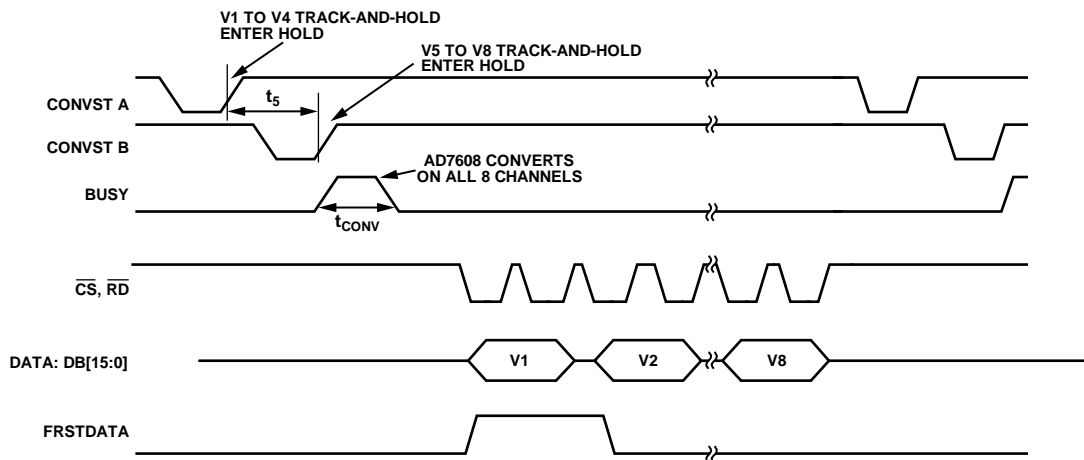 V1 TO V4 TRACK-AND-HOLD
ENTER HOLD
V5 TO V8 TRACK-AND-HOLD
ENTER HOLD
CONVST A
t5
CONVST B
AD7608 CONVERTS
ON ALL 8 CHANNELS
BUSY
tCONV
CS, RD
DATA: DB[15:0]
V1
V2
V8
FRSTDATA